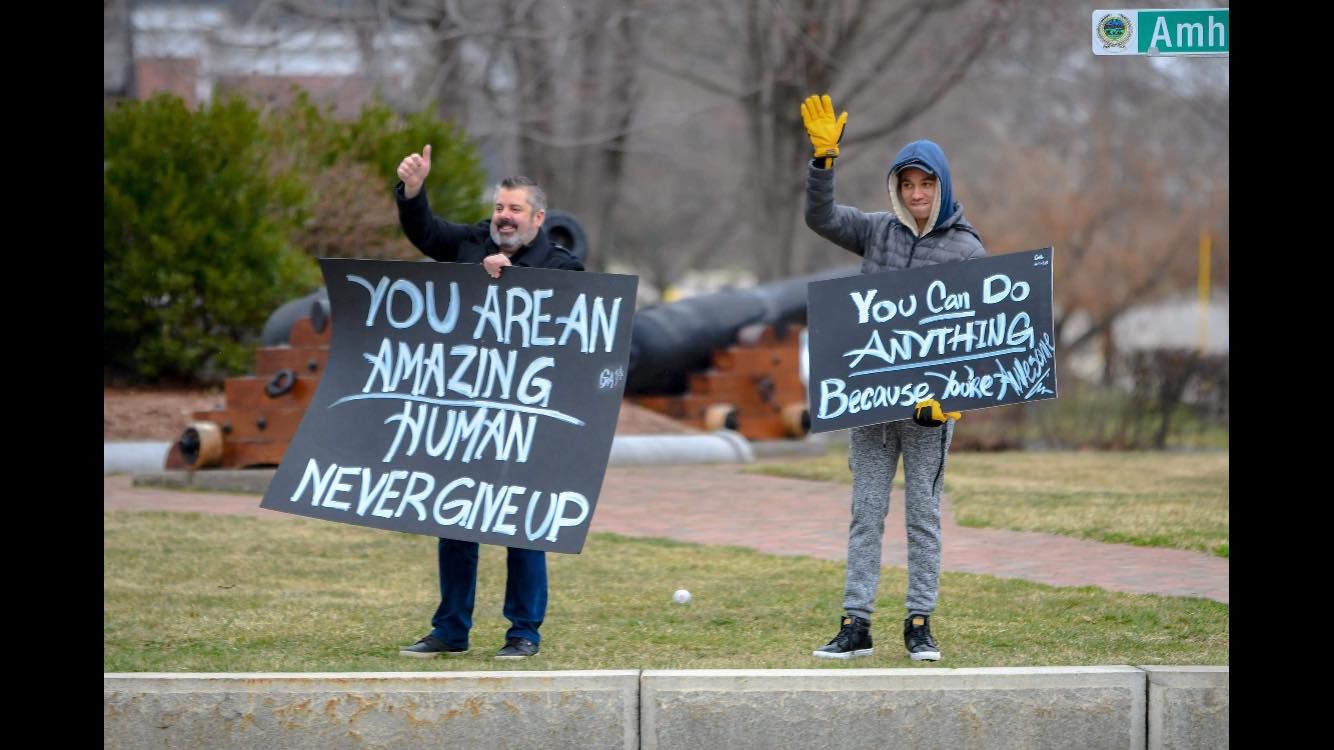 Amh
YOU ARE AN
AMAZING
HUMAN
NEVER GIVE UP
You Can Do
ANYTHING
Because You're Awesome